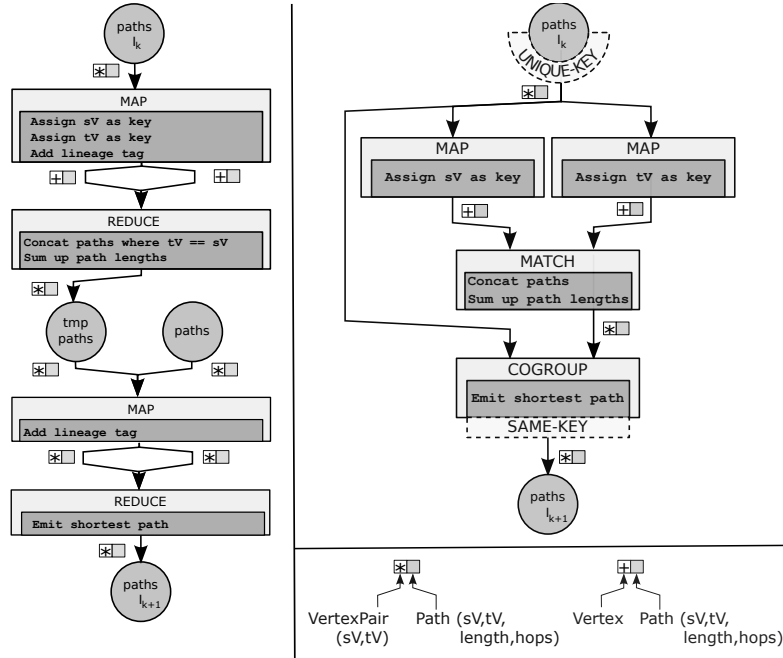 paths
I_k
*
MAP
Assign sV as key
Assign tV as key
Add lineage tag
+ +
REDUCE
Concat paths where tV == sV
Sum up path lengths
*
tmp
paths
paths
* *
MAP
Add lineage tag
* *
REDUCE
Emit shortest path
*
paths
I_k+1
paths
I_k
UNIQUE-KEY
*
MAP
Assign sV as key
MAP
Assign tV as key
+ +
MATCH
Concat paths
Sum up path lengths
*
COGROUP
Emit shortest path
SAME-KEY
*
paths
I_k+1
*
VertexPair
(sV,tV)
Path (sV,tV,
length,hops)
+
Vertex
Path (sV,tV,
length,hops)